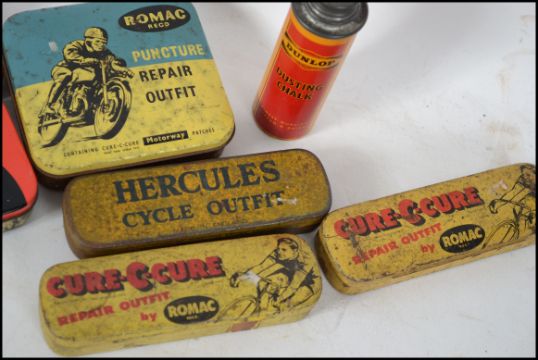 ROMAC
REGD
PUNCTURE
REPAIR
OUTFIT
CONTAINING CURE-C-CURE Motorway PATCHES
DUNLOP
DUSTING
CHALK
HERCULES
CYCLE OUTFIT
CURE-C-CURE
REPAIR OUTFIT
by ROMAC
CURE-C-CURE
REPAIR OUTFIT
by ROMAC